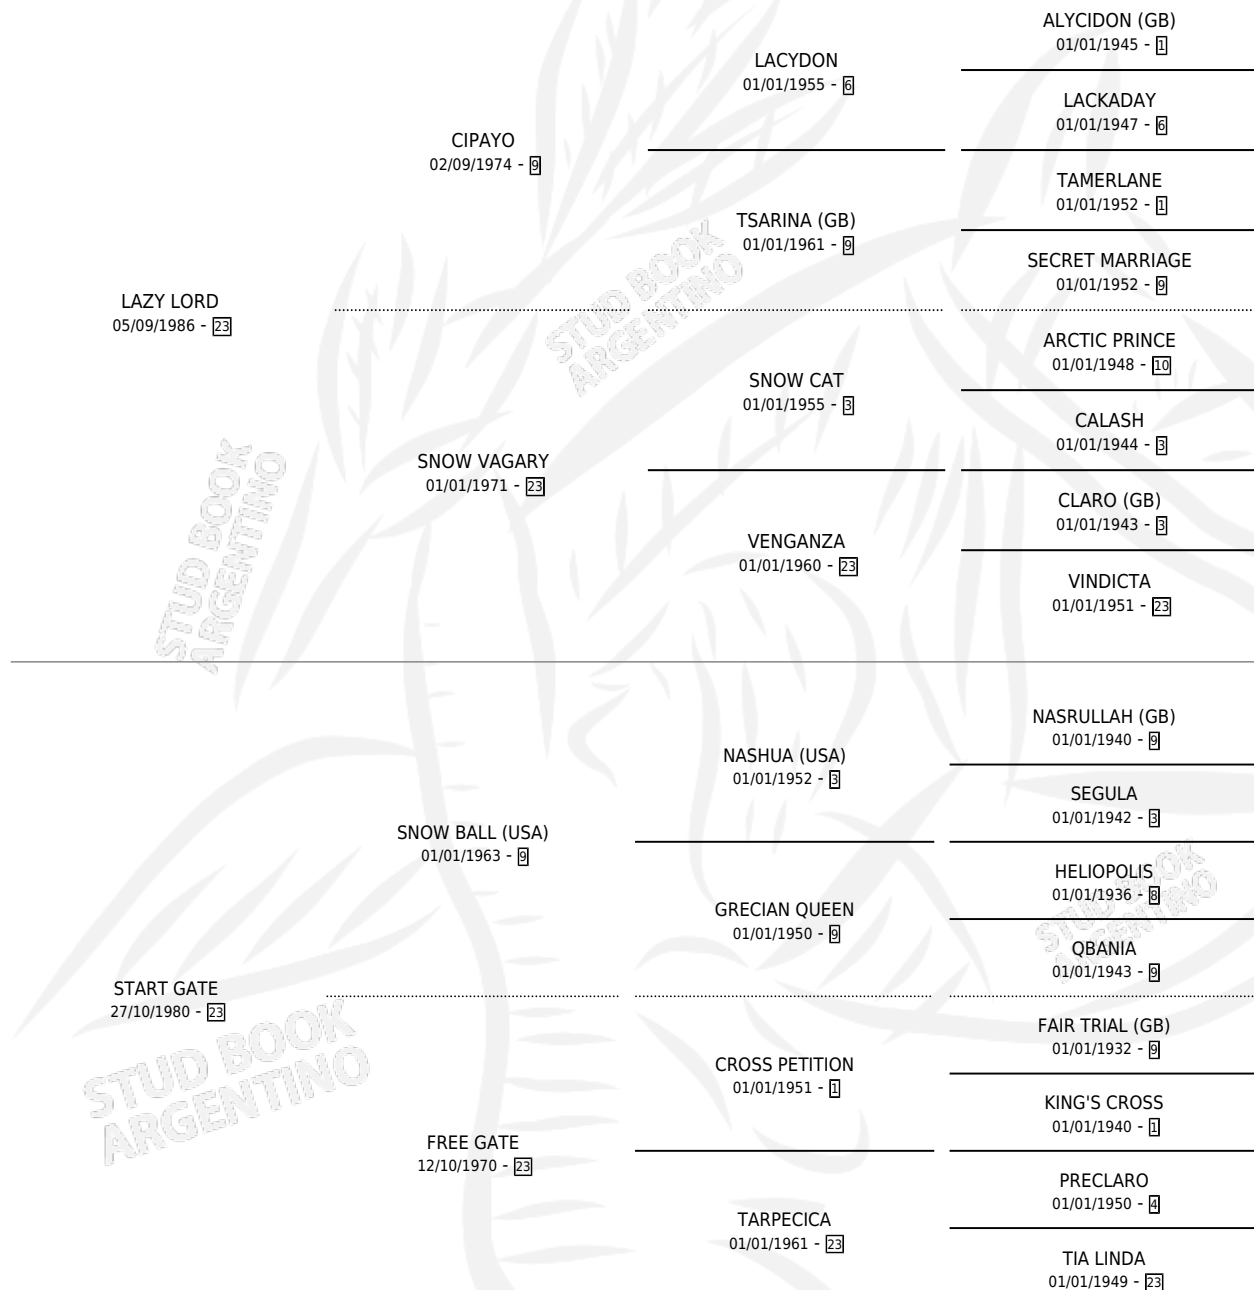 ALYCIDON (GB)
01/01/1945 - 1
LACYDON
01/01/1955 - 6
LACKADAY
01/01/1947 - 6
CIPAYO
02/09/1974 - 9
TAMERLANE
01/01/1952 - 1
TSARINA (GB)
01/01/1961 - 9
SECRET MARRIAGE
01/01/1952 - 9
LAZY LORD
05/09/1986 - 23
ARCTIC PRINCE
01/01/1948 - 10
SNOW CAT
01/01/1955 - 3
CALASH
01/01/1944 - 3
SNOW VAGARY
01/01/1971 - 23
CLARO (GB)
01/01/1943 - 3
VENGANZA
01/01/1960 - 23
VINDICTA
01/01/1951 - 23
NASRULLAH (GB)
01/01/1940 - 9
NASHUA (USA)
01/01/1952 - 3
SEGULA
01/01/1942 - 3
SNOW BALL (USA)
01/01/1963 - 9
HELIOPOLIS
01/01/1936 - 8
GRECIAN QUEEN
01/01/1950 - 9
QBANIA
01/01/1943 - 9
START GATE
27/10/1980 - 23
FAIR TRIAL (GB)
01/01/1932 - 9
CROSS PETITION
01/01/1951 - 1
KING'S CROSS
01/01/1940 - 1
FREE GATE
12/10/1970 - 23
PRECLARO
01/01/1950 - 4
TARPECICA
01/01/1961 - 23
TIA LINDA
01/01/1949 - 23
STUD BOOK
ARGENTINO
STUD BOOK
ARGENTINO
STUD BOOK
ARGENTINO
STUD BOOK
ARGENTINO